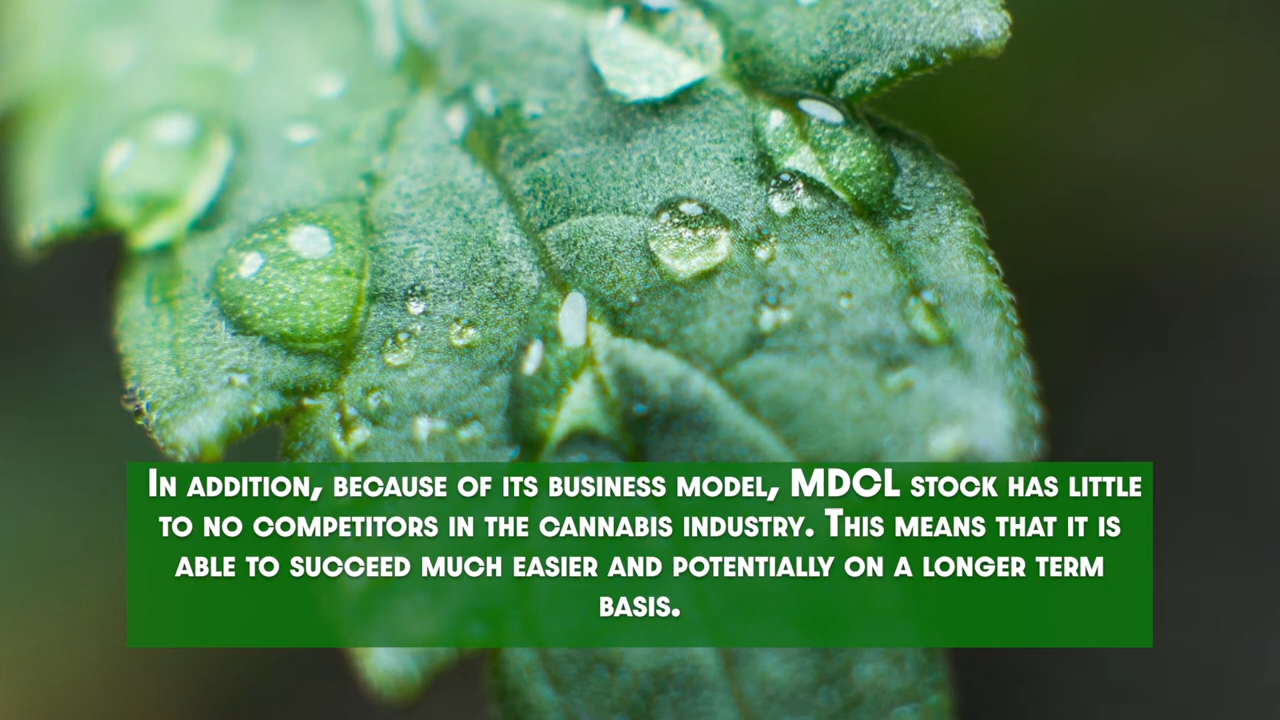 In addition, because of its business model, MDCL stock has little
to no competitors in the cannabis industry. This means that it is
able to succeed much easier and potentially on a longer term
basis.